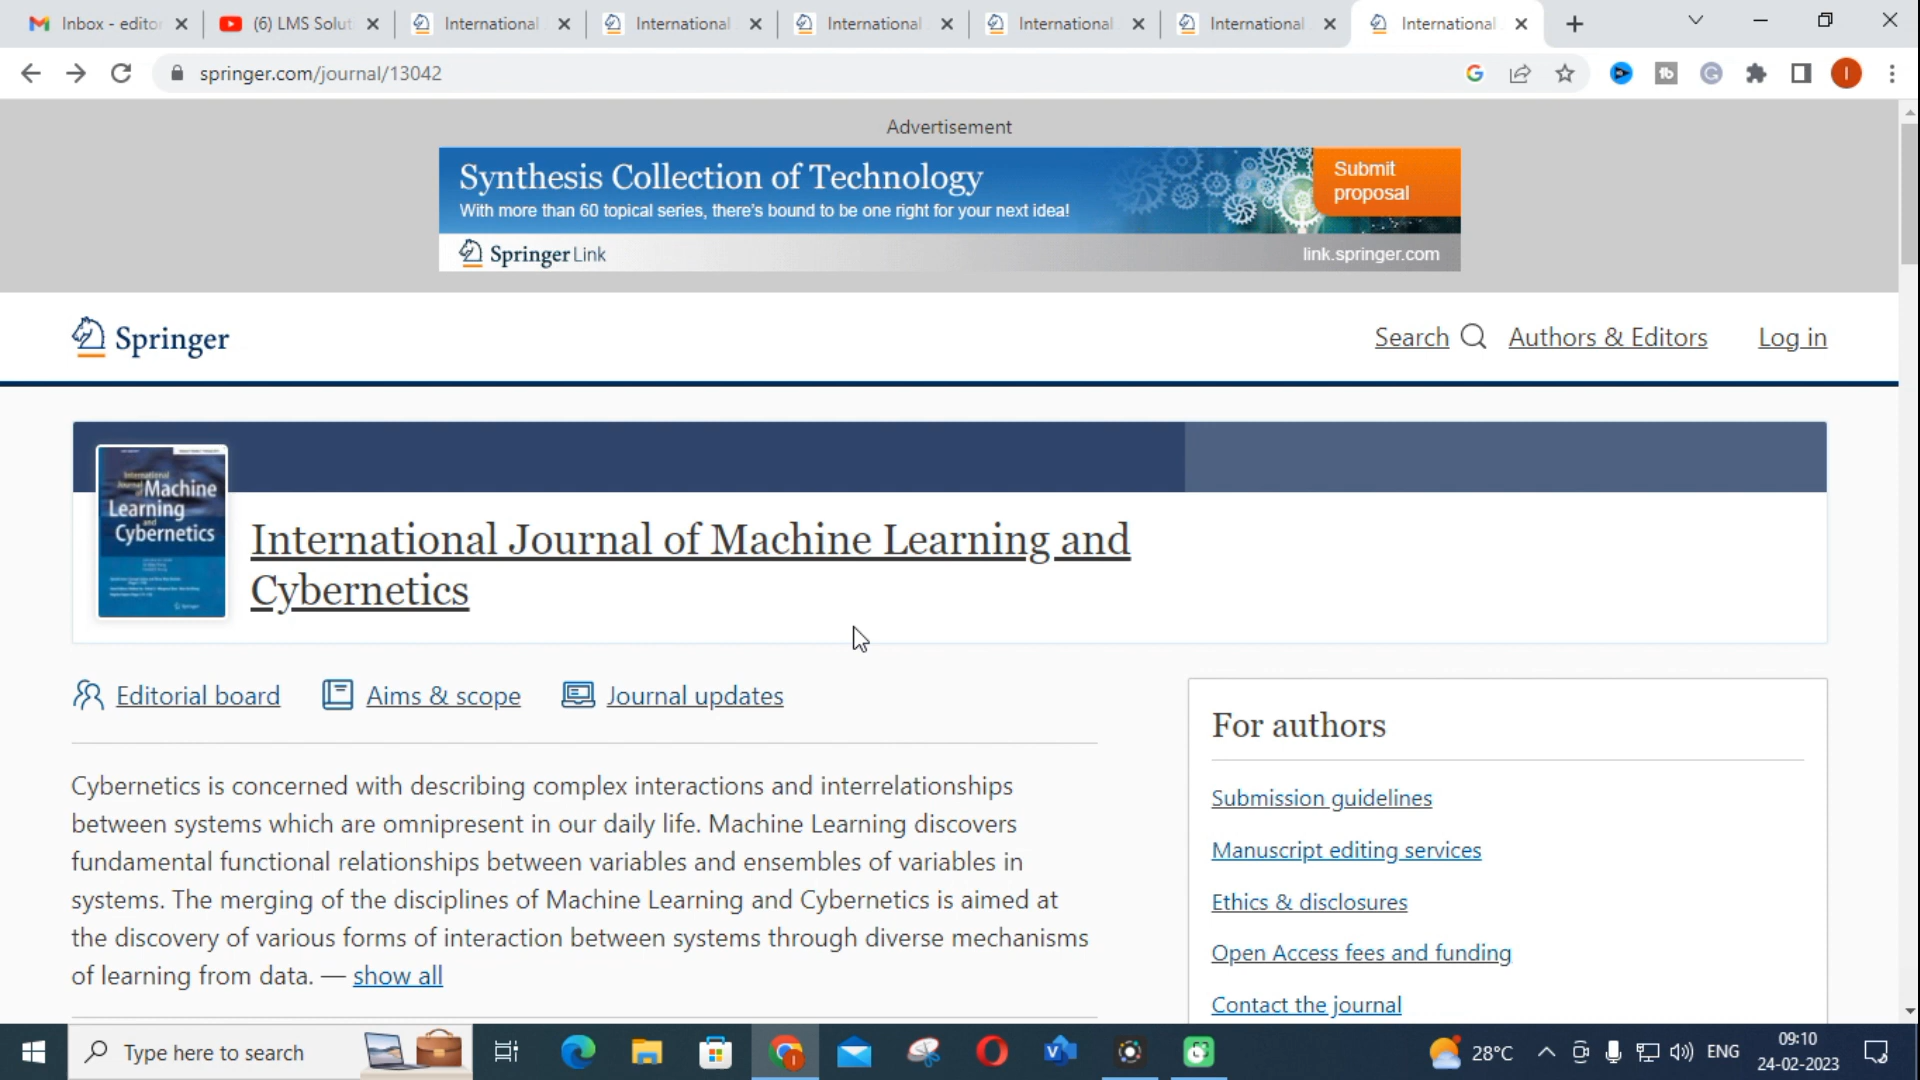 Inbox - editor
(6) LMS Solut
International
International
International
International
International
International
springer.com/journal/13042
Advertisement
Synthesis Collection of Technology
With more than 60 topical series, there's bound to be one right for your next idea!
Submit
proposal
Springer Link
link.springer.com
Springer
Search
Authors & Editors
Log in
International
Journal of Machine
Learning and
Cybernetics
International Journal of Machine Learning and
Cybernetics
Editorial board
Aims & scope
Journal updates
Cybernetics is concerned with describing complex interactions and interrelationships
between systems which are omnipresent in our daily life. Machine Learning discovers
fundamental functional relationships between variables and ensembles of variables in
systems. The merging of the disciplines of Machine Learning and Cybernetics is aimed at
the discovery of various forms of interaction between systems through diverse mechanisms
of learning from data. — show all
For authors
Submission guidelines
Manuscript editing services
Ethics & disclosures
Open Access fees and funding
Contact the journal
Type here to search
28°C
ENG
09:10
24-02-2023